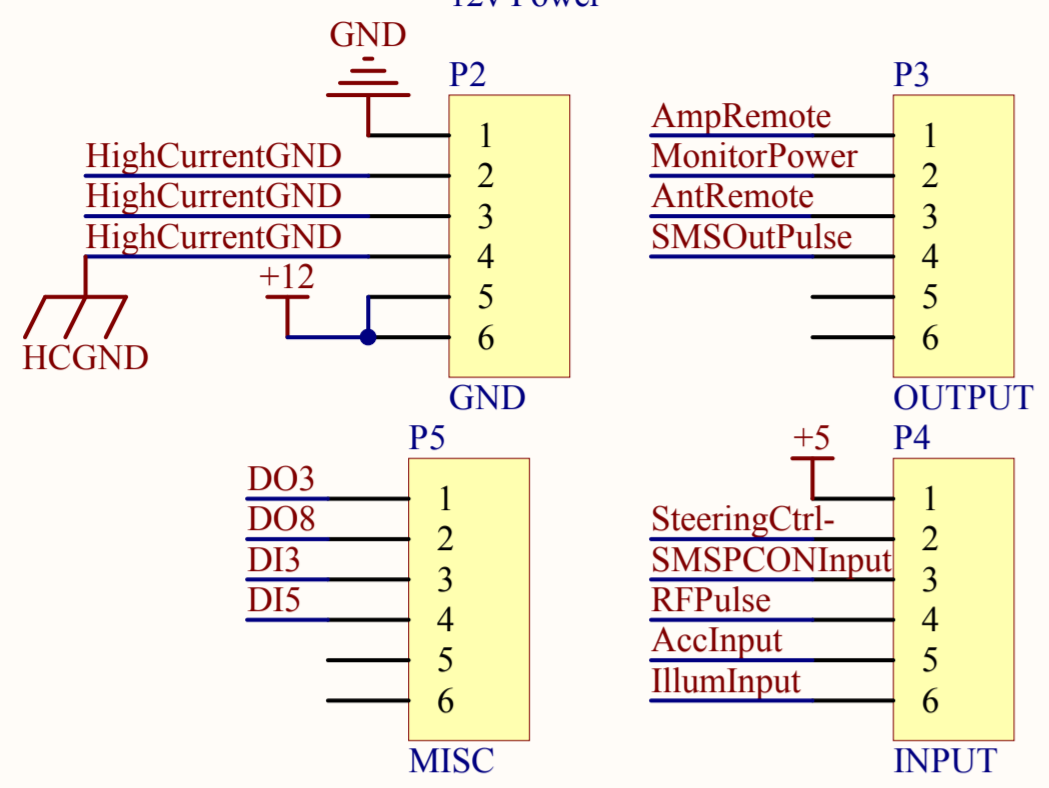 12v Power
GND
P2
1
HighCurrentGND
2
HighCurrentGND
3
HighCurrentGND
4
+12
5
6
HCGND
GND
P3
AmpRemote
1
MonitorPower
2
AntRemote
3
SMSOutPulse
4
5
6
OUTPUT
P5
DO3
1
DO8
2
DI3
3
DI5
4
5
6
MISC
+5
P4
1
SteeringCtrl-
2
SMSPCONInput
3
RFPulse
4
AccInput
5
IllumInput
6
INPUT